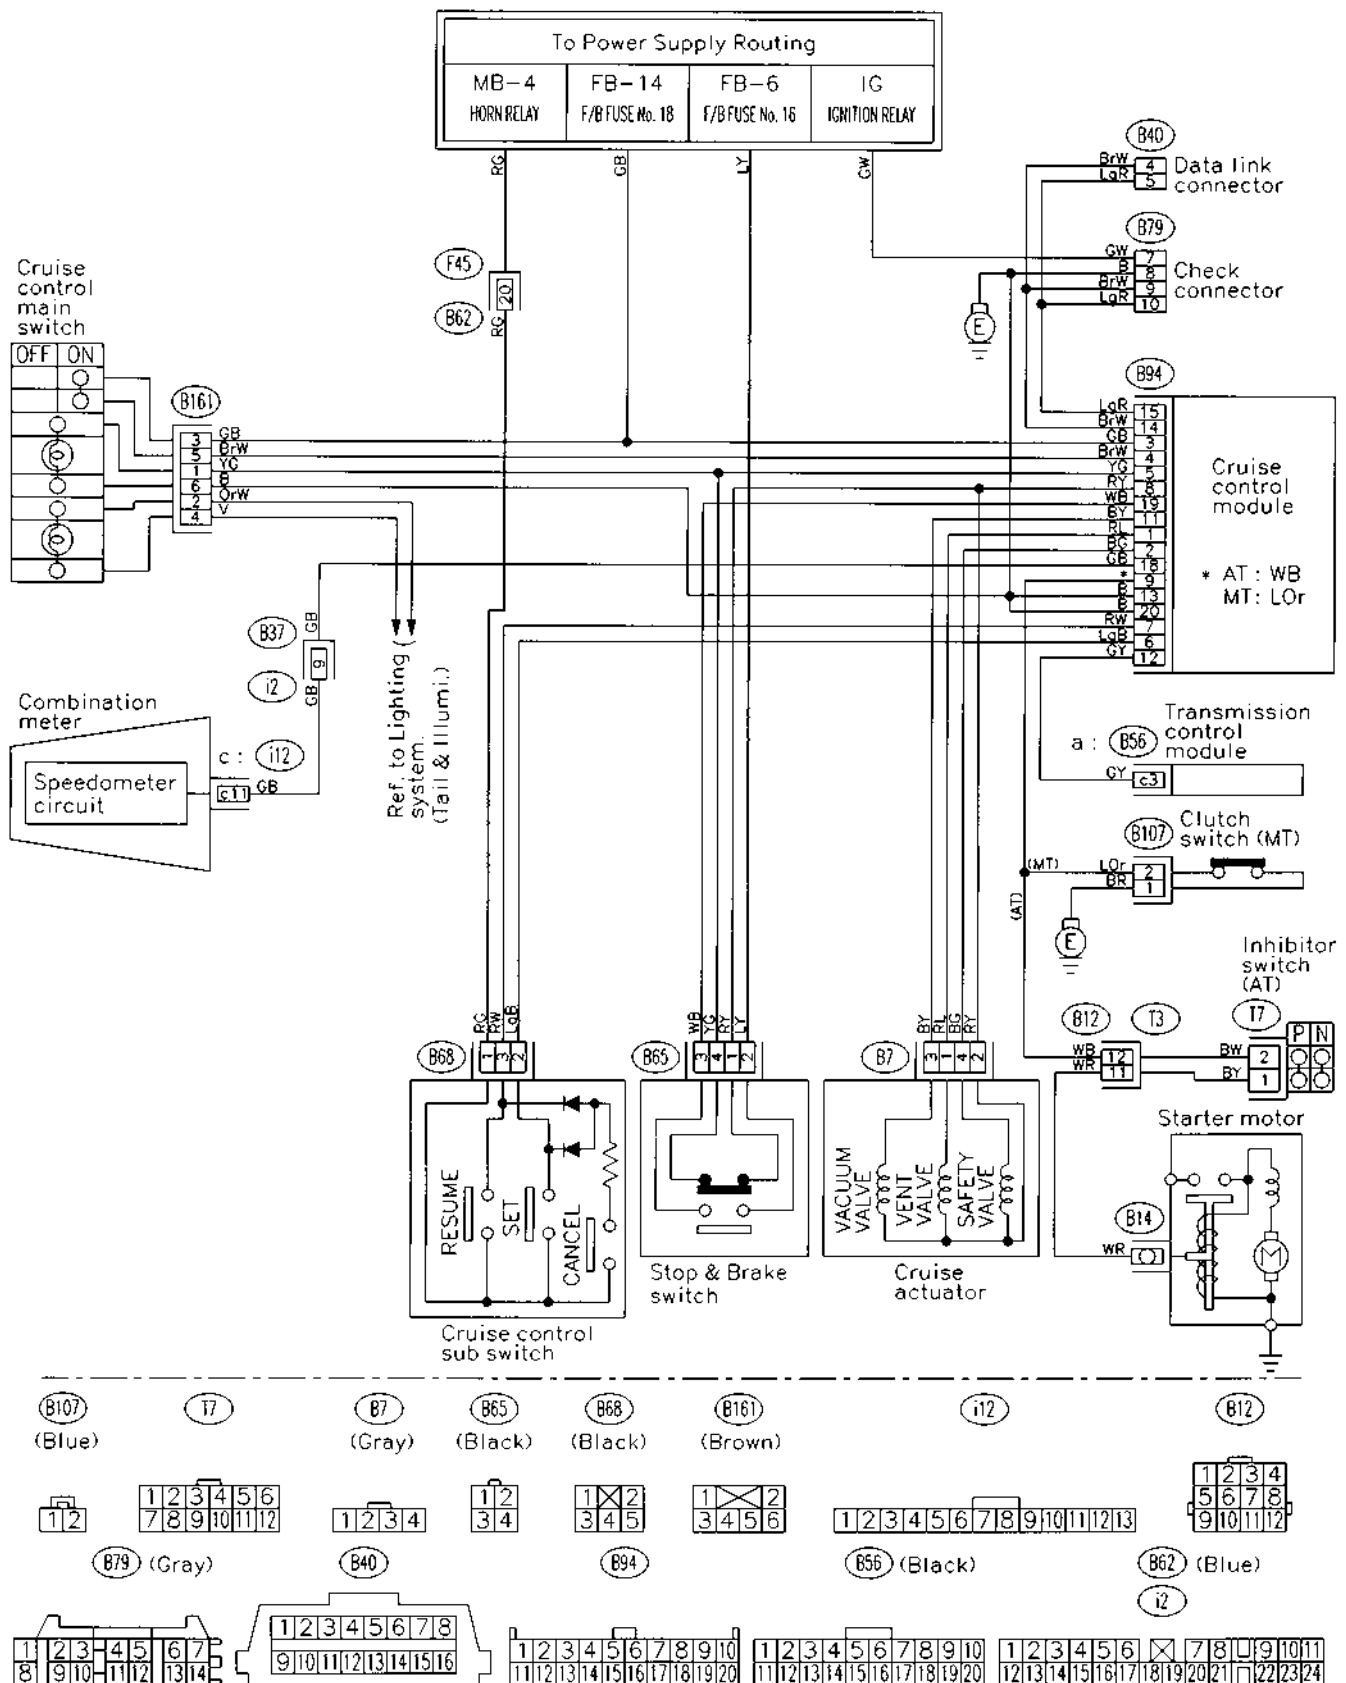 To Power Supply Routing
MB-4 FB-14 FB-6 IG
HORN RELAY F/B FUSE No. 18 F/B FUSE No. 16 IGNITION RELAY
RG GB LY GW
B40
BrW 4 Data link
LgR 5 connector
B79
GW 7
B 8 Check
BrW 9 connector
LgR 10
E
F45
20
B62
RG
Cruise
control
main
switch
OFF ON
B161
3 GB
5 BrW
1 YG
6 B
2 OrW
4 V
B94
LgR 15
BrW 14
GB 3
BrW 4
YG 5
RY 8
WB 19
BY 11
RL 1
BG 2
GB 18
* 9
B 13
B 20
RW 7
LgB 6
GY 12
Cruise
control
module
* AT : WB
MT : LOr
GB
B37
9
i2
GB
Ref. to Lighting
system.
(Tail & Illumi.)
Combination
meter
Speedometer
circuit
c : i12
c11 GB
Transmission
control
module
a : B56
GY c3
Clutch
switch (MT)
B107
(MT) LOr 2
BR 1
(AT)
E
Inhibitor
switch
(AT)
B12 T3 T7 P N
WB 12 BW 2
WR 11 BY 1
RG RW LgB
B68 1 3 2
WB YG RY LY
B65 3 4 1 2
BY RL BG RY
B7 3 1 4 2
RESUME
SET
CANCEL
Cruise control
sub switch
Stop & Brake
switch
VACUUM
VALVE
VENT
VALVE
SAFETY
VALVE
Cruise
actuator
Starter motor
B14
WR
M
B107 T7 B7 B65 B68 B161 i12 B12
(Blue) (Gray) (Black) (Black) (Brown)
1 2
1 2 3 4 5 6
7 8 9 10 11 12
1 2 3 4
1 2
3 4
1 2
3 4 5
1 2
3 4 5 6
1 2 3 4 5 6 7 8 9 10 11 12 13
1 2 3 4
5 6 7 8
9 10 11 12
B79 (Gray) B40 B94 B56 (Black) B62 (Blue)
i2
1 2 3 4 5 6 7
8 9 10 11 12 13 14
1 2 3 4 5 6 7 8
9 10 11 12 13 14 15 16
1 2 3 4 5 6 7 8 9 10
11 12 13 14 15 16 17 18 19 20
1 2 3 4 5 6 7 8 9 10
11 12 13 14 15 16 17 18 19 20
1 2 3 4 5 6 7 8 9 10 11
12 13 14 15 16 17 18 19 20 21 22 23 24